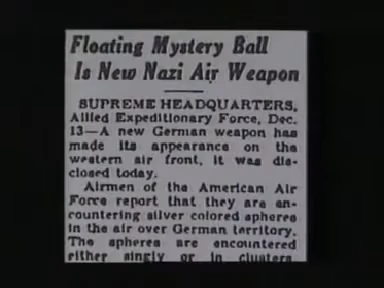 Floating Mystery Ball
Is New Nazi Air Weapon
SUPREME HEADQUARTERS,
Allied Expeditionary Force, Dec.
13—A new German weapon has
made its appearance on the
western air front, it was dis-
closed today.
Airmen of the American Air
Force report that they are en-
countering silver colored spheres
in the air over German territory.
The spheres are encountered
either singly or in clusters.